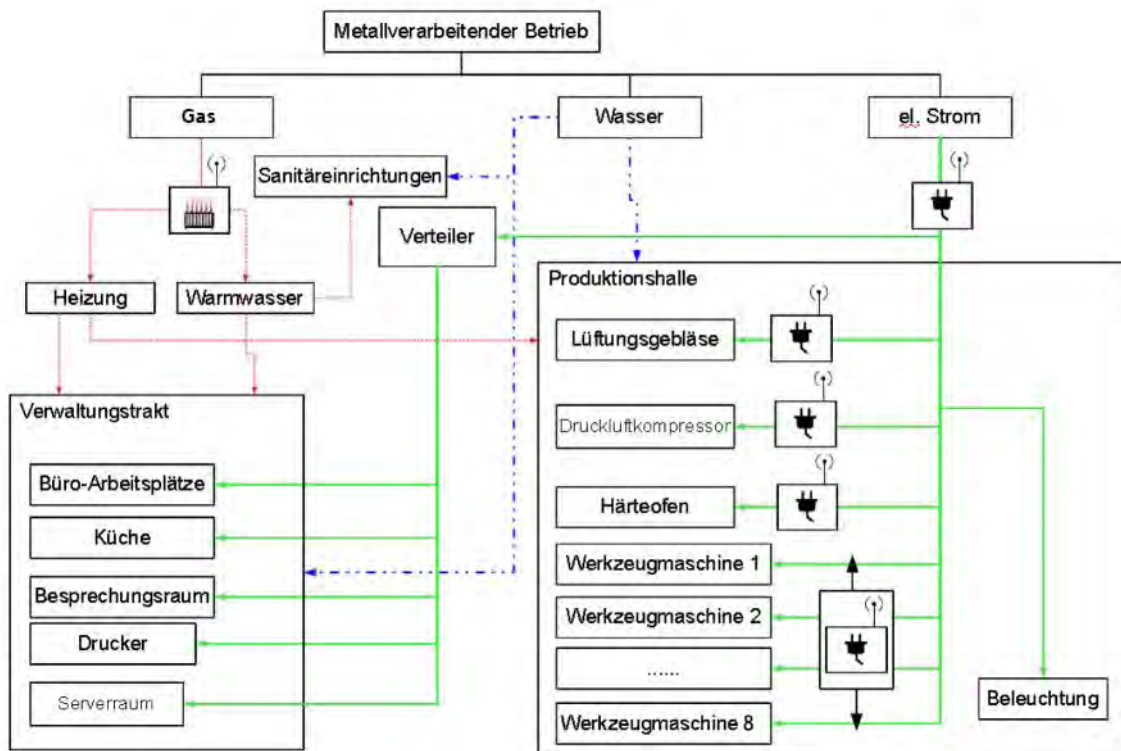 Metallverarbeitender Betrieb
Gas
Wasser
el. Strom
Sanitäreinrichtungen
Verteiler
Heizung
Warmwasser
Produktionshalle
Lüftungsgebläse
Druckluftkompressor
Härteofen
Werkzeugmaschine 1
Werkzeugmaschine 2
......
Werkzeugmaschine 8
Beleuchtung
Verwaltungstrakt
Büro-Arbeitsplätze
Küche
Besprechungsraum
Drucker
Serverraum